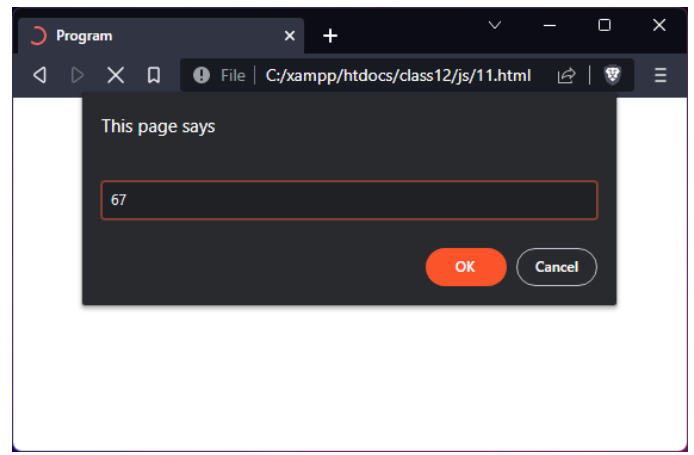 Program
File | C:/xampp/htdocs/class12/js/11.html
This page says
67
OK Cancel